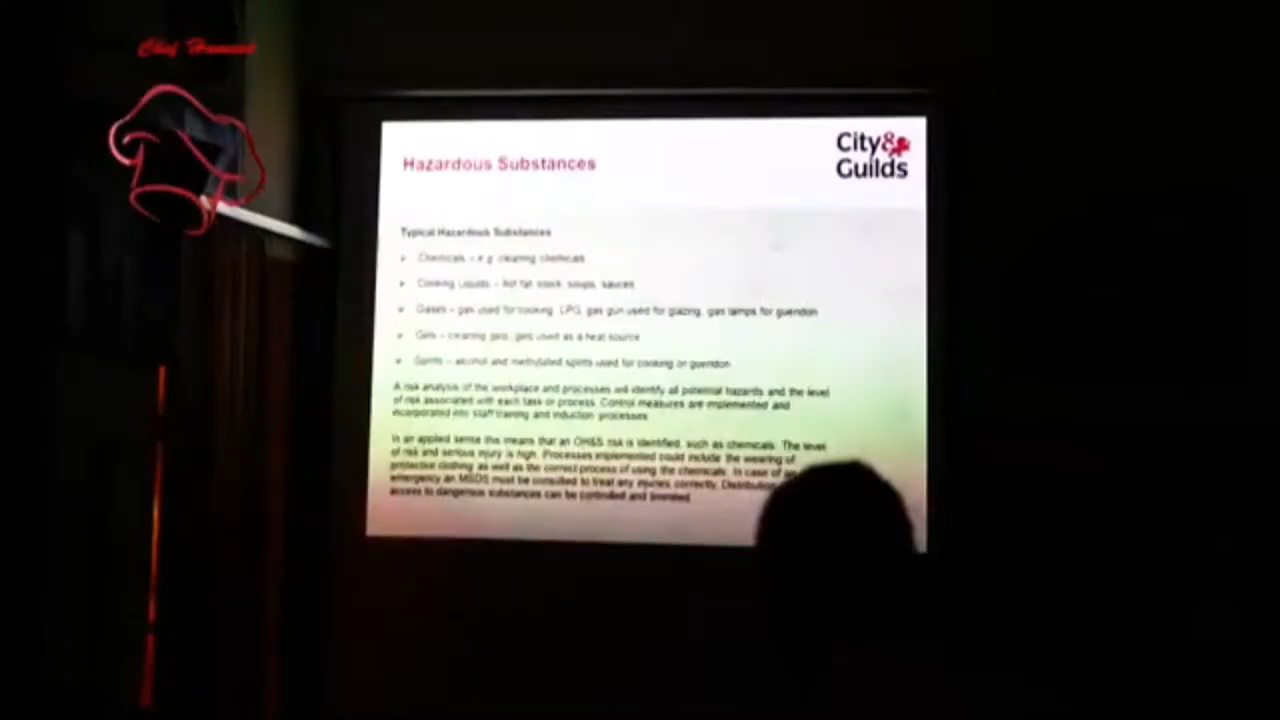 Chef
City&
Guilds
Hazardous Substances
Typical Hazardous Substances
Chemicals – e.g. cleaning chemicals
Cooking Liquids – hot fat, stock, soups, sauces
Gases – gas used for cooking, LPG, gas gun used for glazing, gas lamps for gueridon
Gels – cleaning gels, gels used as a heat source
Spirits – alcohol and methylated spirits used for cooking or gueridon
A risk analysis of the workplace and processes will identify all potential hazards and the level
of risk associated with each task or process. Control measures are implemented and
incorporated into staff training and induction processes
In an applied sense this means that an OH&S risk is identified, such as chemicals. The level
of risk and serious injury is high. Processes implemented could include the wearing of
protective clothing as well as the correct process of using the chemicals. In case of
emergency an MSDS must be consulted to treat any injuries correctly. Distribution
access to dangerous substances can be controlled and